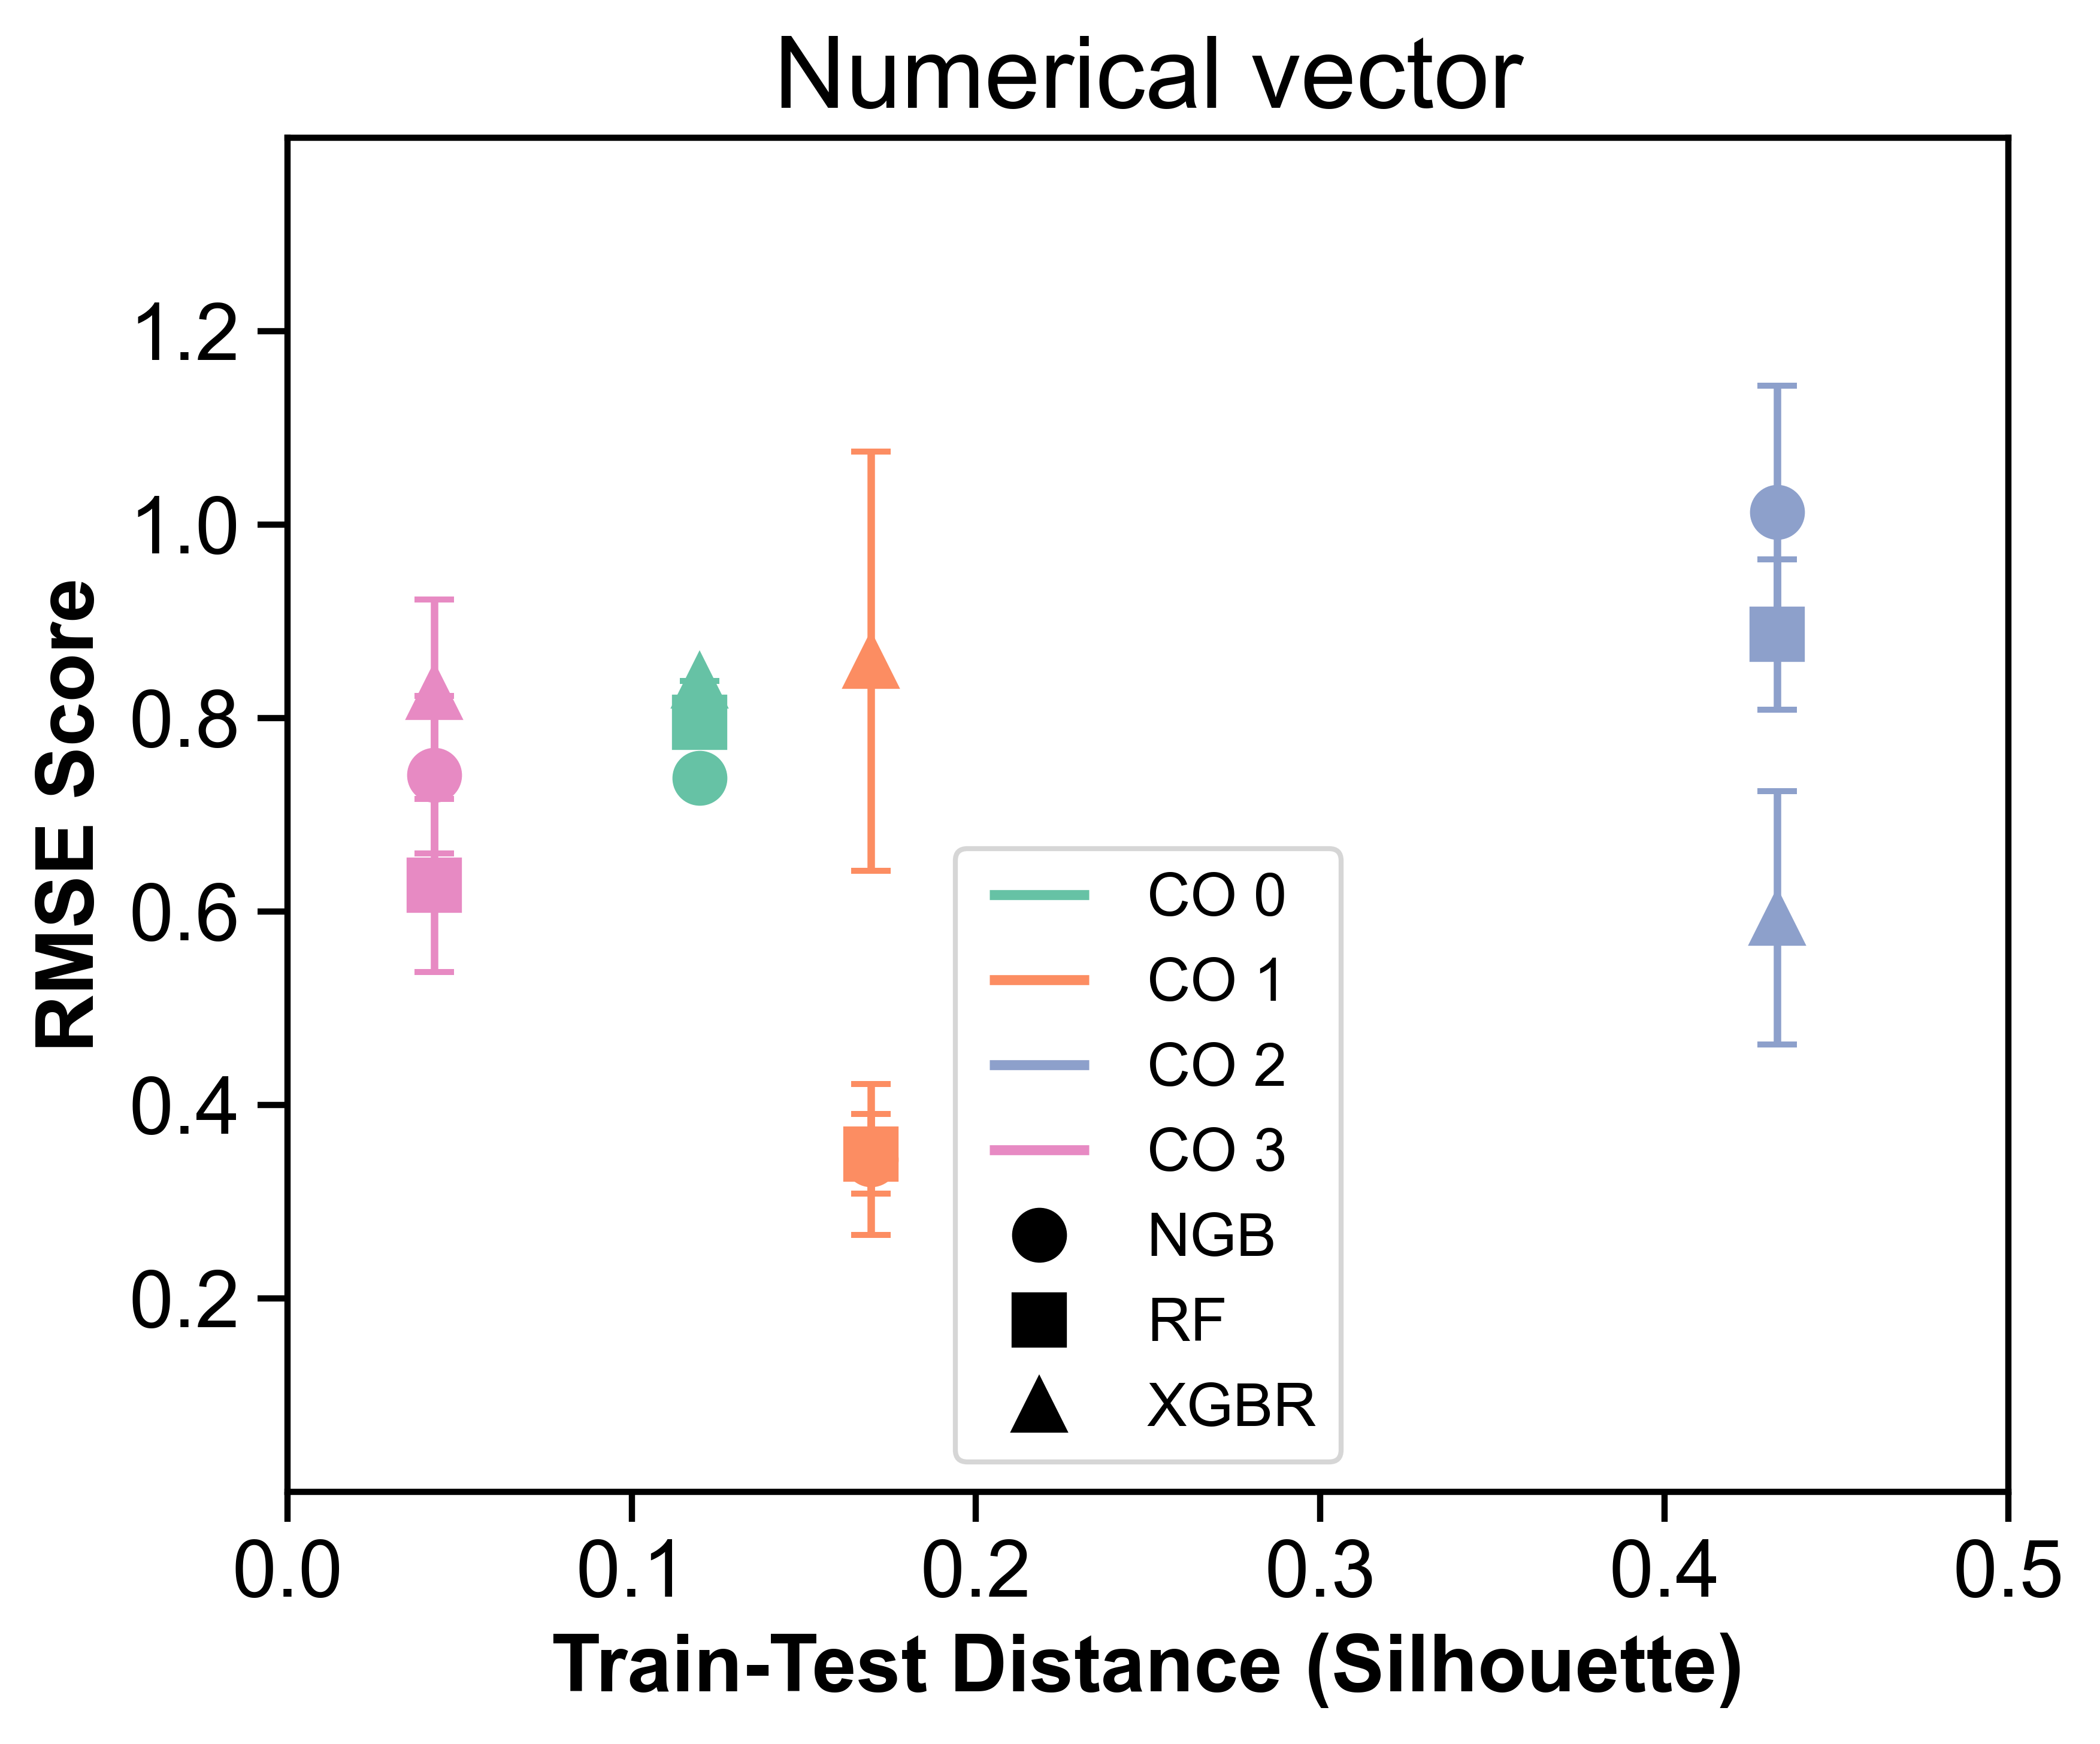 Numerical vector
RMSE Score
1.2
1.0
0.8
0.6
0.4
0.2
CO 0
CO 1
CO 2
CO 3
NGB
RF
XGBR
0.0 0.1 0.2 0.3 0.4 0.5
Train-Test Distance (Silhouette)